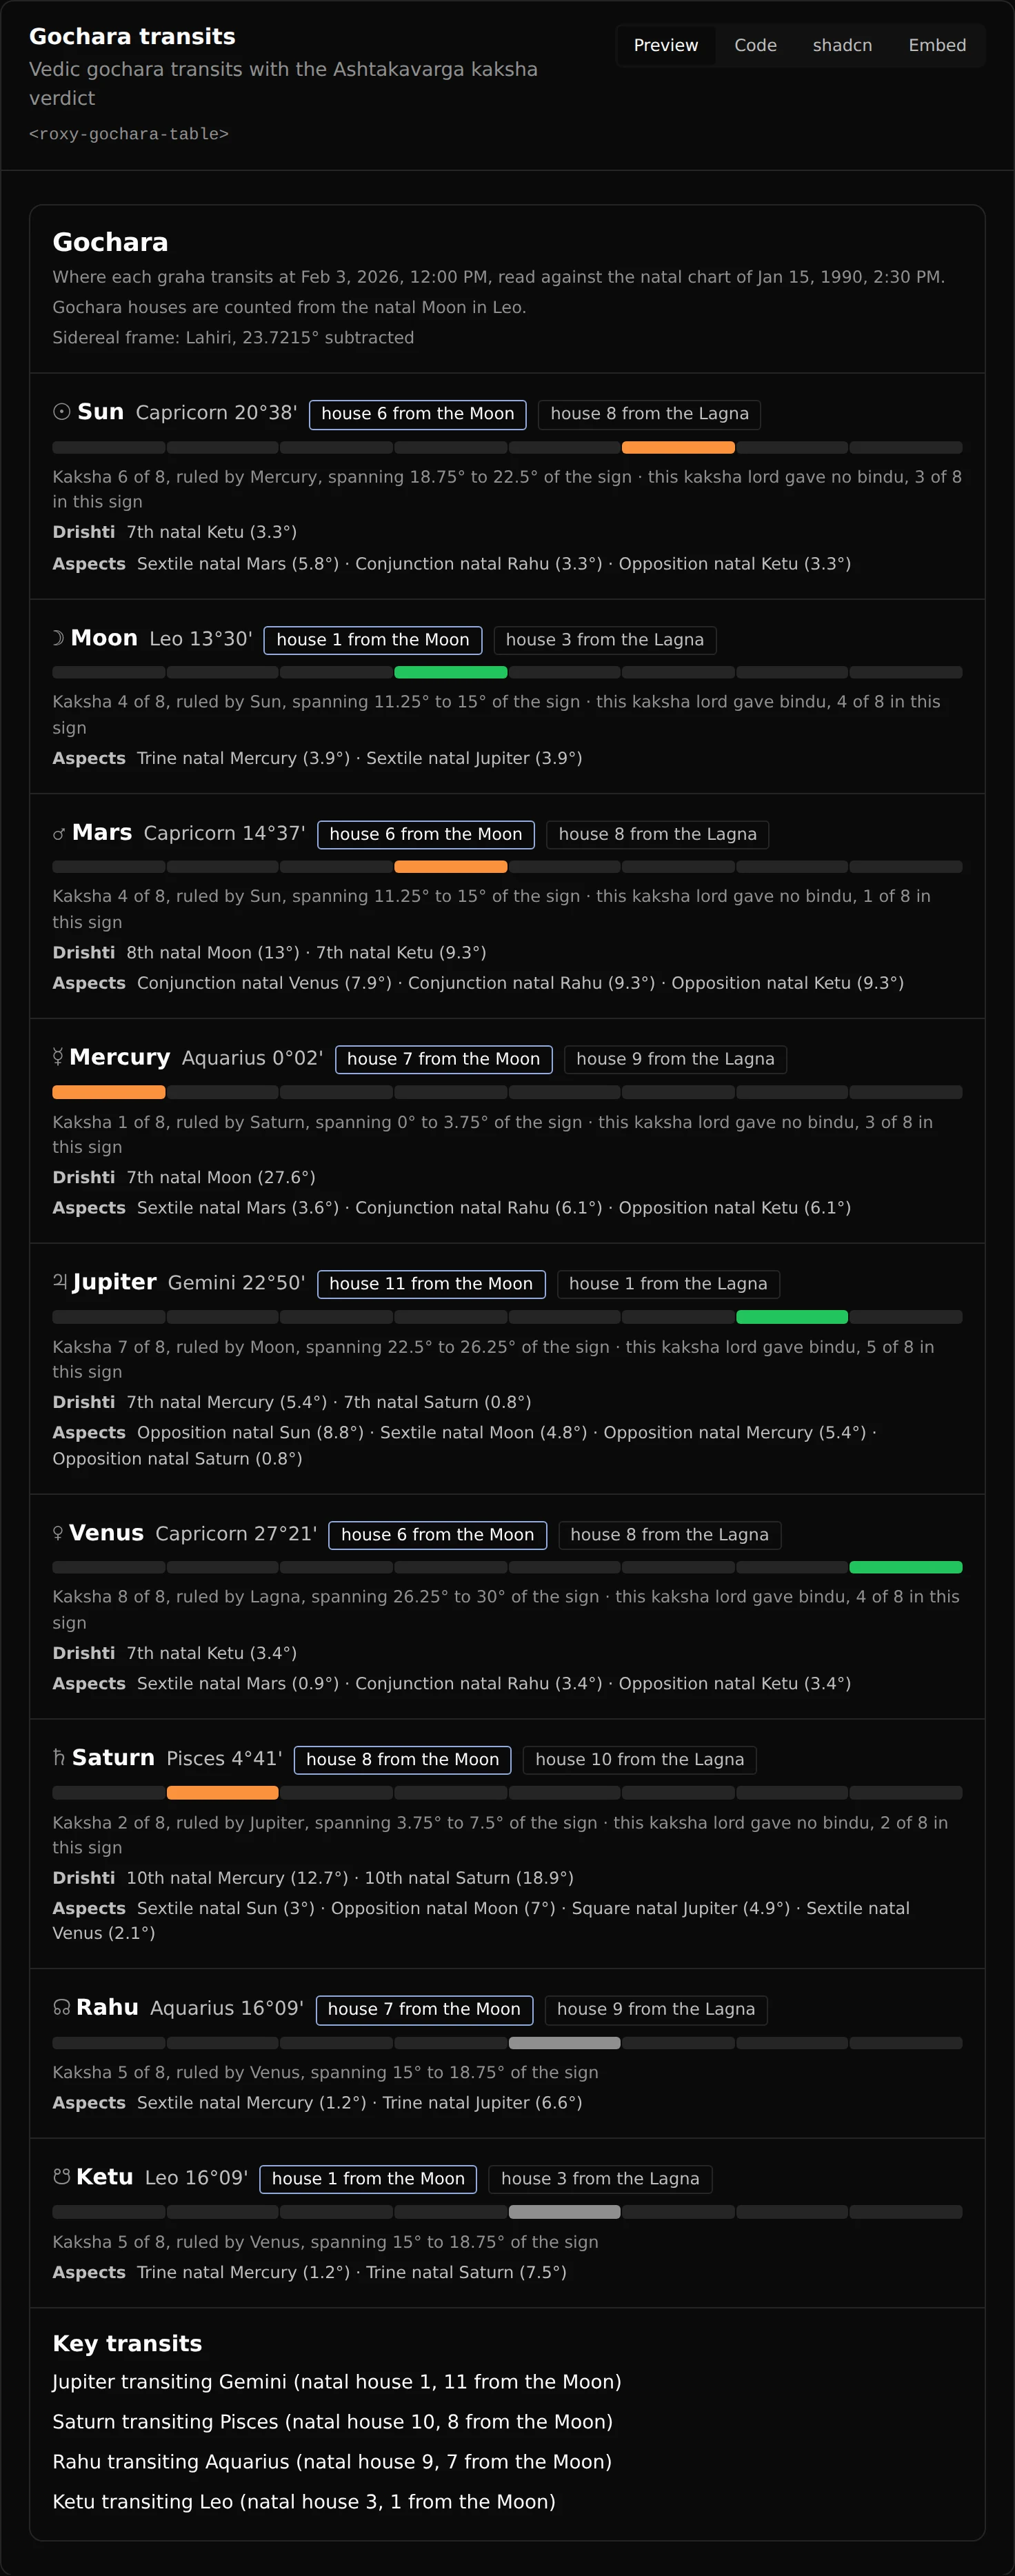 Gochara transits
Preview
Code
shadcn
Embed
Vedic gochara transits with the Ashtakavarga kaksha
verdict
<roxy-gochara-table>
Gochara
Where each graha transits at Feb 3, 2026, 12:00 PM, read against the natal chart of Jan 15, 1990, 2:30 PM.
Gochara houses are counted from the natal Moon in Leo.
Sidereal frame: Lahiri, 23.7215° subtracted
☉ Sun Capricorn 20°38' house 6 from the Moon house 8 from the Lagna
Kaksha 6 of 8, ruled by Mercury, spanning 18.75° to 22.5° of the sign · this kaksha lord gave no bindu, 3 of 8
in this sign
Drishti 7th natal Ketu (3.3°)
Aspects Sextile natal Mars (5.8°) · Conjunction natal Rahu (3.3°) · Opposition natal Ketu (3.3°)
☽ Moon Leo 13°30' house 1 from the Moon house 3 from the Lagna
Kaksha 4 of 8, ruled by Sun, spanning 11.25° to 15° of the sign · this kaksha lord gave bindu, 4 of 8 in this
sign
Aspects Trine natal Mercury (3.9°) · Sextile natal Jupiter (3.9°)
♂ Mars Capricorn 14°37' house 6 from the Moon house 8 from the Lagna
Kaksha 4 of 8, ruled by Sun, spanning 11.25° to 15° of the sign · this kaksha lord gave no bindu, 1 of 8 in
this sign
Drishti 8th natal Moon (13°) · 7th natal Ketu (9.3°)
Aspects Conjunction natal Venus (7.9°) · Conjunction natal Rahu (9.3°) · Opposition natal Ketu (9.3°)
☿ Mercury Aquarius 0°02' house 7 from the Moon house 9 from the Lagna
Kaksha 1 of 8, ruled by Saturn, spanning 0° to 3.75° of the sign · this kaksha lord gave no bindu, 3 of 8 in
this sign
Drishti 7th natal Moon (27.6°)
Aspects Sextile natal Mars (3.6°) · Conjunction natal Rahu (6.1°) · Opposition natal Ketu (6.1°)
♃ Jupiter Gemini 22°50' house 11 from the Moon house 1 from the Lagna
Kaksha 7 of 8, ruled by Moon, spanning 22.5° to 26.25° of the sign · this kaksha lord gave bindu, 5 of 8 in
this sign
Drishti 7th natal Mercury (5.4°) · 7th natal Saturn (0.8°)
Aspects Opposition natal Sun (8.8°) · Sextile natal Moon (4.8°) · Opposition natal Mercury (5.4°) ·
Opposition natal Saturn (0.8°)
♀ Venus Capricorn 27°21' house 6 from the Moon house 8 from the Lagna
Kaksha 8 of 8, ruled by Lagna, spanning 26.25° to 30° of the sign · this kaksha lord gave bindu, 4 of 8 in this
sign
Drishti 7th natal Ketu (3.4°)
Aspects Sextile natal Mars (0.9°) · Conjunction natal Rahu (3.4°) · Opposition natal Ketu (3.4°)
♄ Saturn Pisces 4°41' house 8 from the Moon house 10 from the Lagna
Kaksha 2 of 8, ruled by Jupiter, spanning 3.75° to 7.5° of the sign · this kaksha lord gave no bindu, 2 of 8 in
this sign
Drishti 10th natal Mercury (12.7°) · 10th natal Saturn (18.9°)
Aspects Sextile natal Sun (3°) · Opposition natal Moon (7°) · Square natal Jupiter (4.9°) · Sextile natal
Venus (2.1°)
☊ Rahu Aquarius 16°09' house 7 from the Moon house 9 from the Lagna
Kaksha 5 of 8, ruled by Venus, spanning 15° to 18.75° of the sign
Aspects Sextile natal Mercury (1.2°) · Trine natal Jupiter (6.6°)
☋ Ketu Leo 16°09' house 1 from the Moon house 3 from the Lagna
Kaksha 5 of 8, ruled by Venus, spanning 15° to 18.75° of the sign
Aspects Trine natal Mercury (1.2°) · Trine natal Saturn (7.5°)
Key transits
Jupiter transiting Gemini (natal house 1, 11 from the Moon)
Saturn transiting Pisces (natal house 10, 8 from the Moon)
Rahu transiting Aquarius (natal house 9, 7 from the Moon)
Ketu transiting Leo (natal house 3, 1 from the Moon)